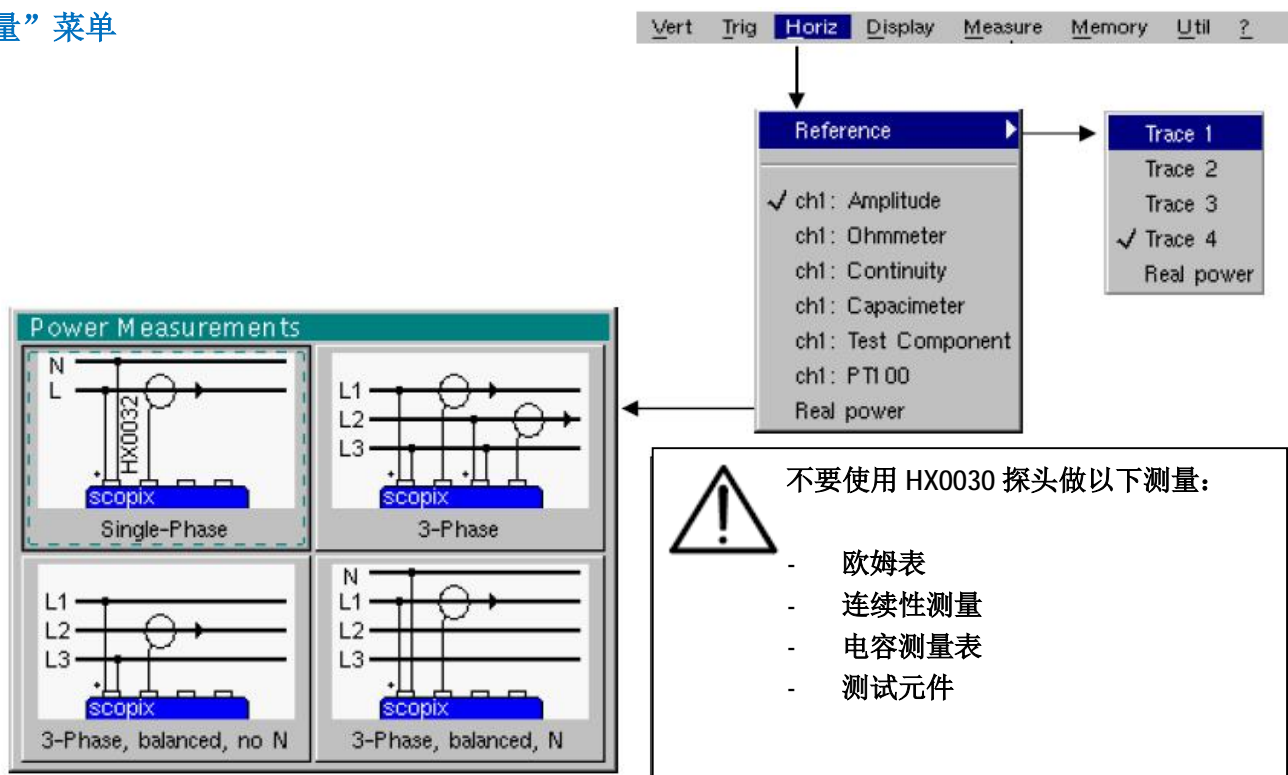 量”菜单
Vert Trig Horiz Display Measure Memory Util ?
Reference
ch1: Amplitude
ch1: Ohmmeter
ch1: Continuity
ch1: Capacimeter
ch1: Test Component
ch1: PT100
Real power
Trace 1
Trace 2
Trace 3
Trace 4
Real power
Power Measurements
N
L
HX0032
+
scopix
Single-Phase
L1
L2
L3
+
+
scopix
3-Phase
L1
L2
L3
+
scopix
3-Phase, balanced, no N
N
L1
L2
L3
+
scopix
3-Phase, balanced, N
不要使用 HX0030 探头做以下测量：
- 欧姆表
- 连续性测量
- 电容测量表
- 测试元件